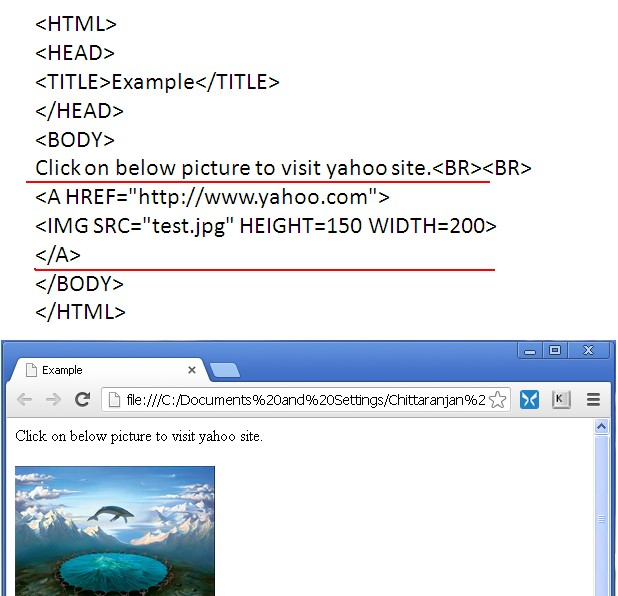 <HTML>
<HEAD>
<TITLE>Example</TITLE>
</HEAD>
<BODY>
Click on below picture to visit yahoo site.<BR><BR>
<A HREF="http://www.yahoo.com">
<IMG SRC="test.jpg" HEIGHT=150 WIDTH=200>
</A>
</BODY>
</HTML>
Example
file:///C:/Documents%20and%20Settings/Chittaranjan%2
K
Click on below picture to visit yahoo site.